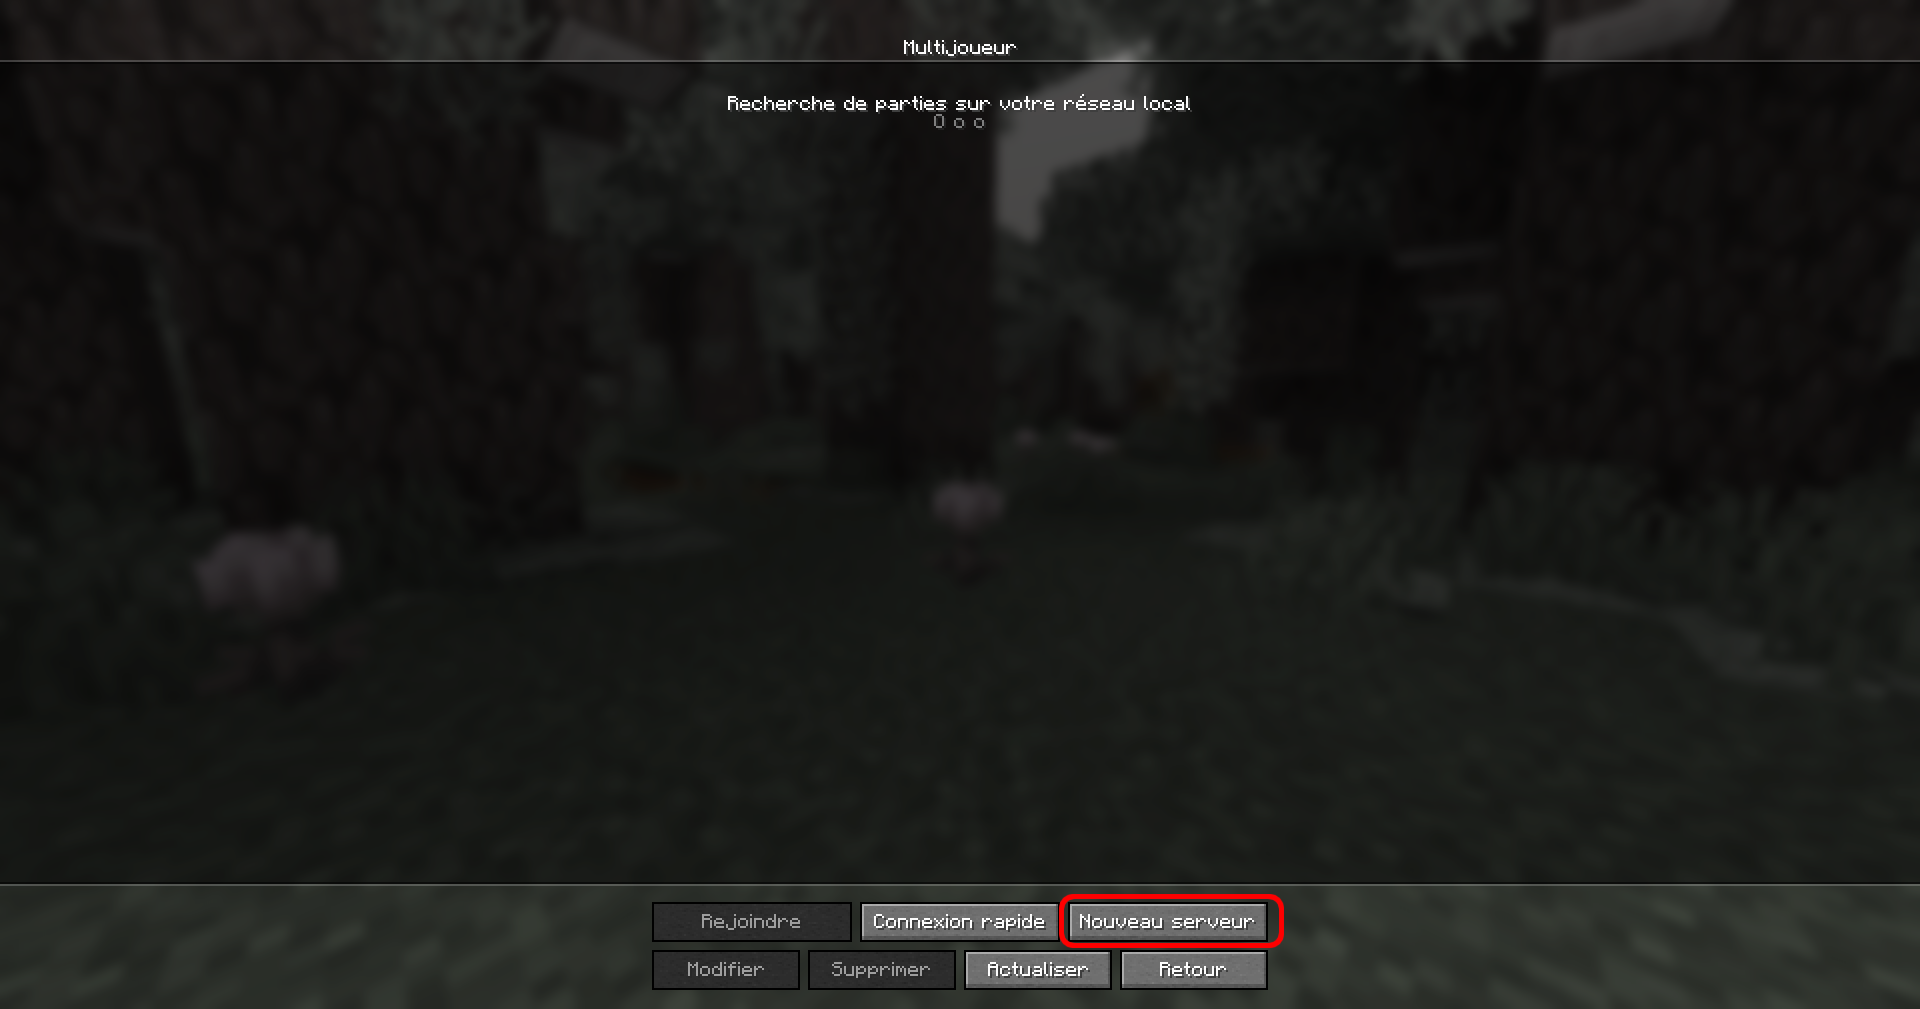 Multijoueur
Recherche de parties sur votre réseau local
O o o
Rejoindre
Connexion rapide
Nouveau serveur
Modifier
Supprimer
Actualiser
Retour